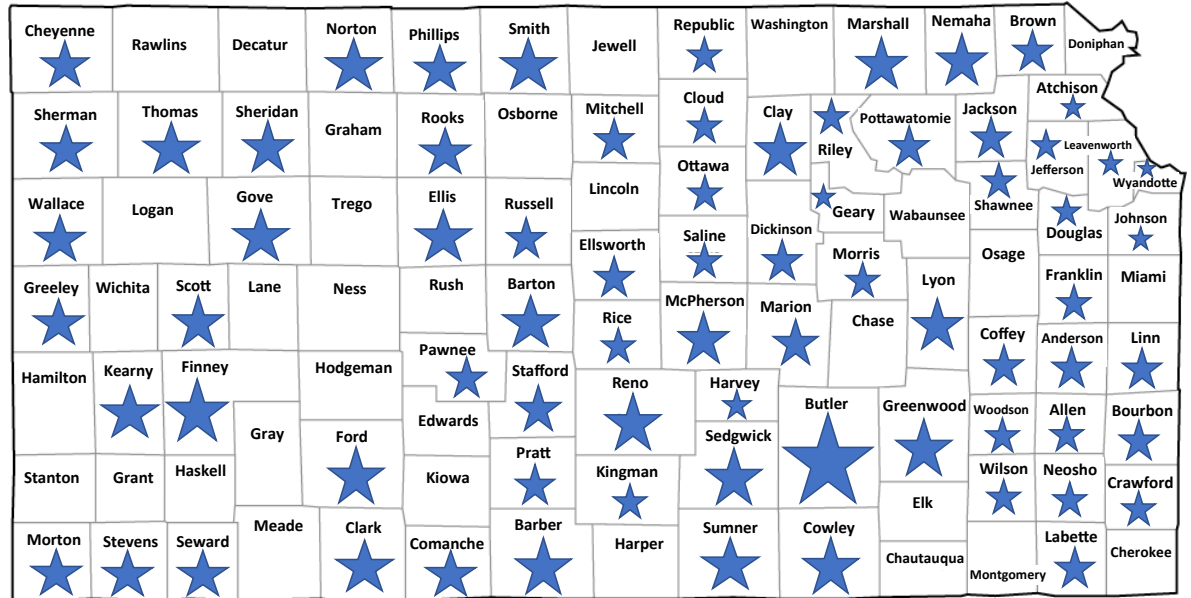 Cheyenne
Rawlins
Decatur
Norton
Phillips
Smith
Jewell
Republic
Washington
Marshall
Nemaha
Brown
Doniphan
Sherman
Thomas
Sheridan
Graham
Rooks
Osborne
Mitchell
Cloud
Clay
Riley
Pottawatomie
Jackson
Atchison
Jefferson
Leavenworth
Wyandotte
Wallace
Logan
Gove
Trego
Ellis
Russell
Lincoln
Ottawa
Saline
Dickinson
Geary
Wabaunsee
Shawnee
Douglas
Johnson
Greeley
Wichita
Scott
Lane
Ness
Rush
Barton
Ellsworth
Rice
McPherson
Marion
Morris
Chase
Lyon
Osage
Franklin
Miami
Hamilton
Kearny
Finney
Hodgeman
Pawnee
Stafford
Reno
Harvey
Butler
Greenwood
Coffey
Anderson
Linn
Gray
Ford
Edwards
Pratt
Kingman
Sedgwick
Woodson
Allen
Bourbon
Stanton
Grant
Haskell
Kiowa
Elk
Wilson
Neosho
Crawford
Morton
Stevens
Seward
Meade
Clark
Comanche
Barber
Harper
Sumner
Cowley
Chautauqua
Montgomery
Labette
Cherokee